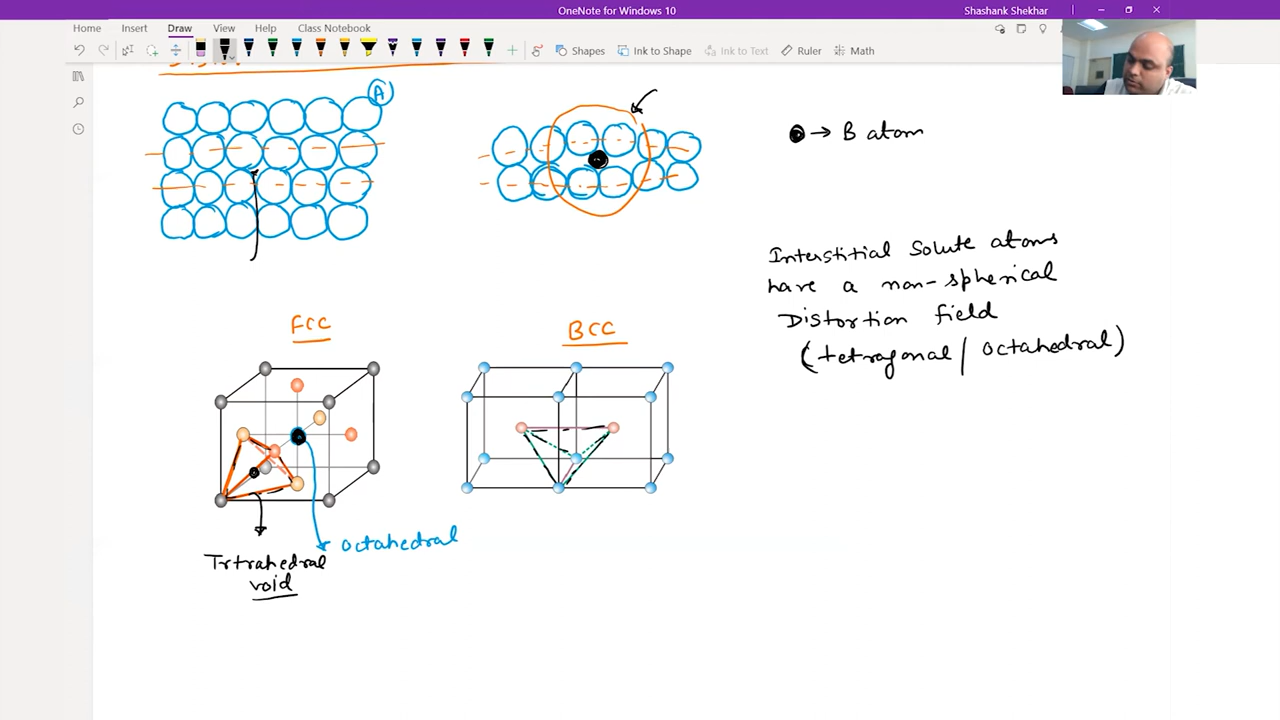 OneNote for Windows 10
Shashank Shekhar
Home Insert Draw View Help Class Notebook
Shapes Ink to Shape Ink to Text Ruler Math
A
B atom
Interstitial Solute atoms
have a non-spherical
Distortion field
(tetragonal/octahedral)
FCC
BCC
Octahedral
Trtrahedral
void